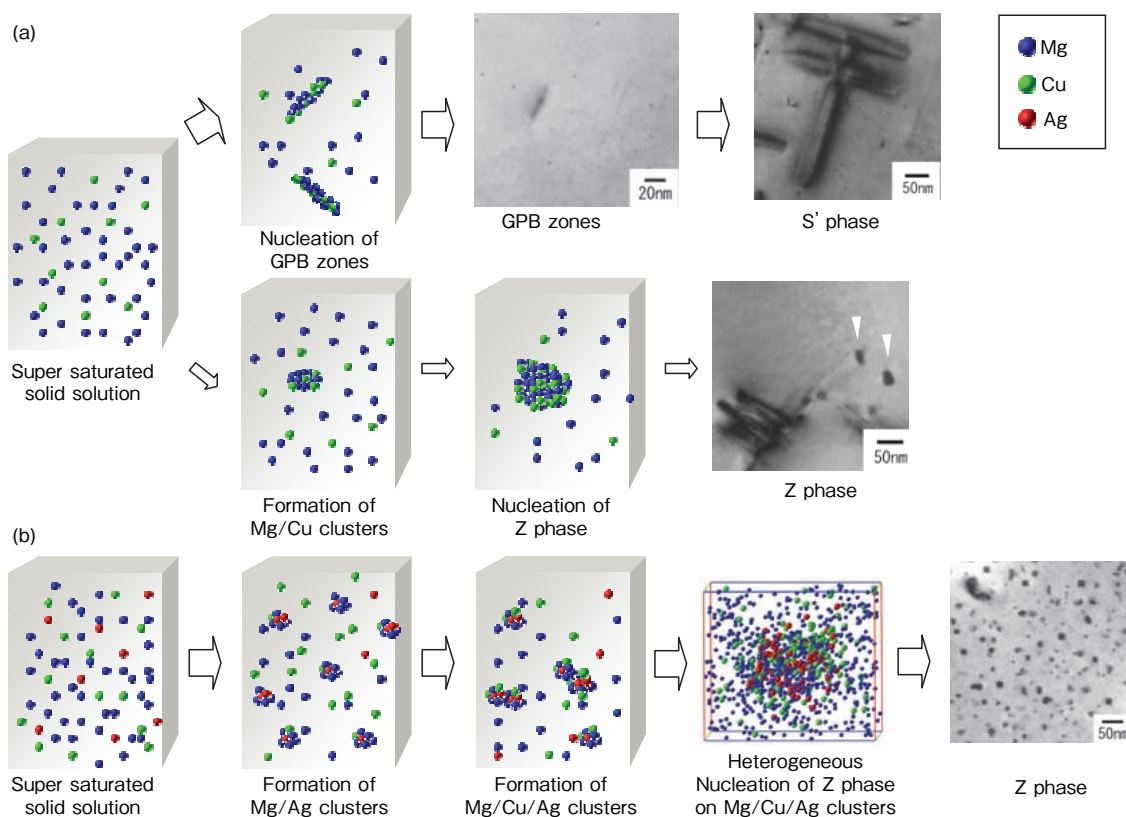 (a)
Mg
Cu
Ag
20nm
50nm
Nucleation of
GPB zones
GPB zones
S' phase
Super saturated
solid solution
50nm
Formation of
Mg/Cu clusters
Nucleation of
Z phase
Z phase
(b)
50nm
Super saturated
solid solution
Formation of
Mg/Ag clusters
Formation of
Mg/Cu/Ag clusters
Heterogeneous
Nucleation of Z phase
on Mg/Cu/Ag clusters
Z phase